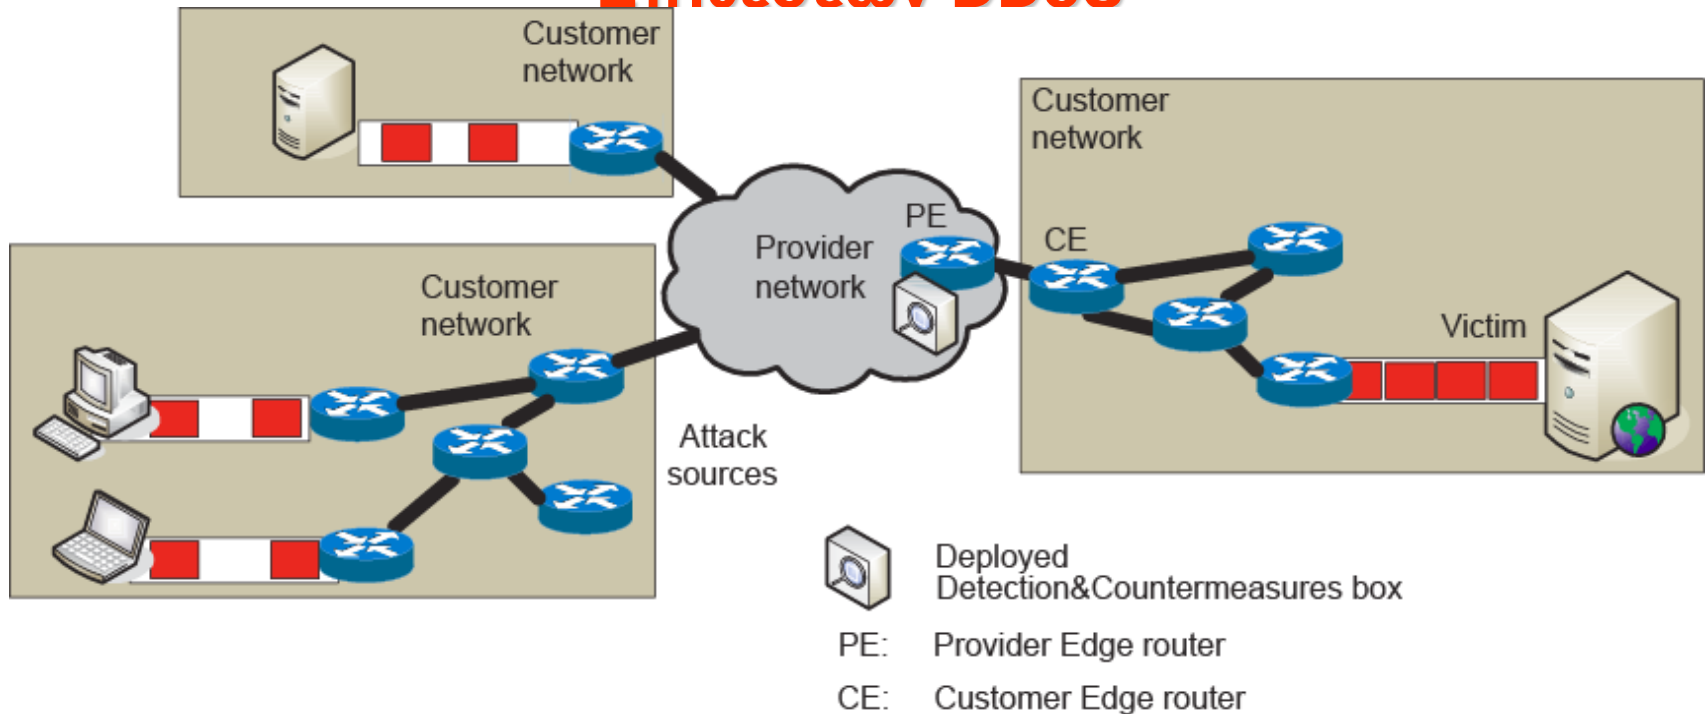 Customer
network
Customer
network
PE
CE
Provider
network
Customer
network
Victim
Attack
sources
Deployed
Detection&Countermeasures box
PE: Provider Edge router
CE: Customer Edge router